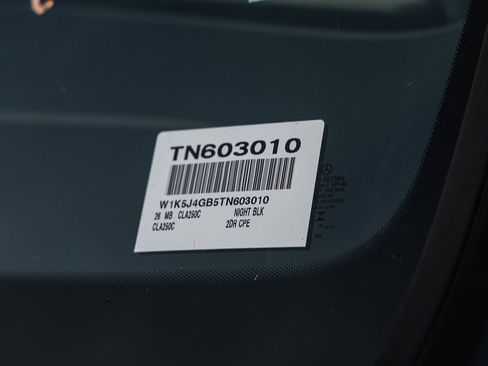 TN603010
W1K5J4GB5TN603010
26 MB CLA250C NIGHT BLK
CLA250C 2DR CPE